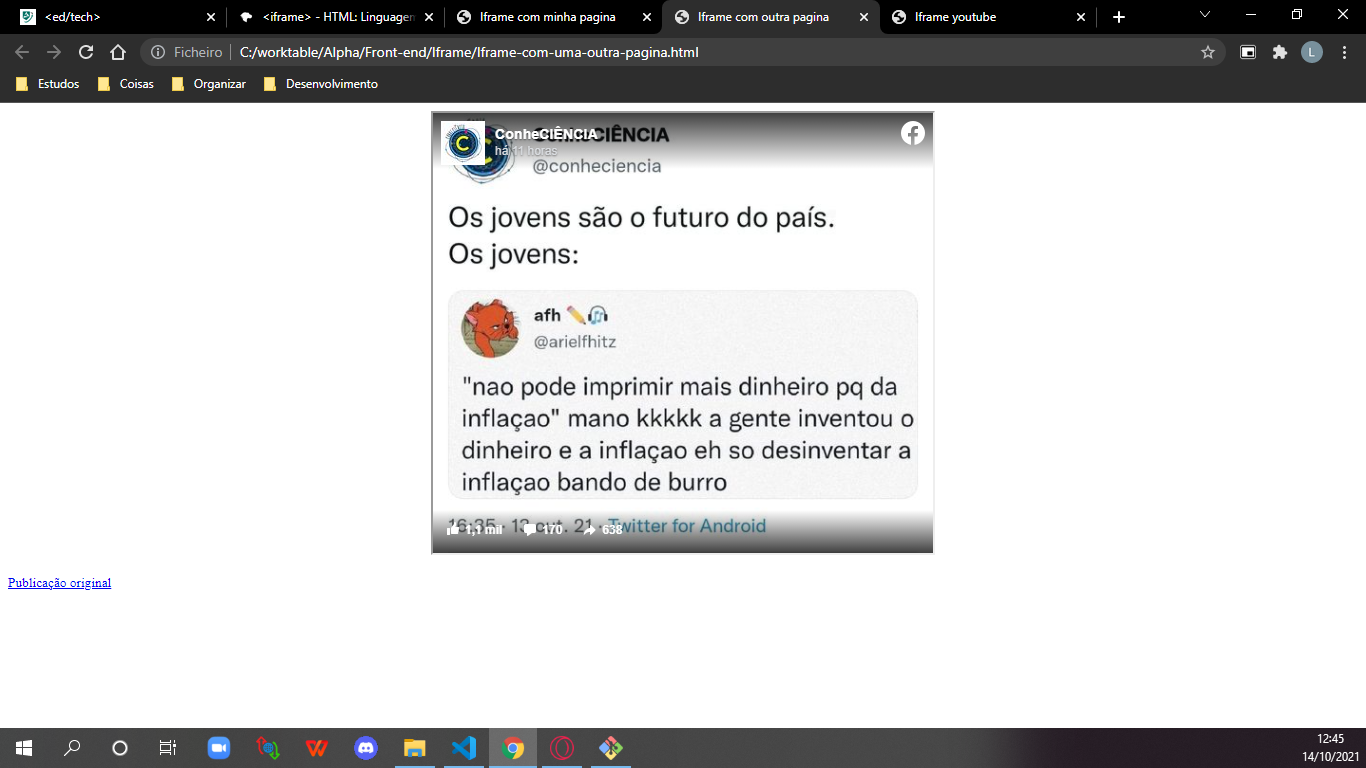 <ed/tech>
<iframe> - HTML: Linguagem
Iframe com minha pagina
Iframe com outra pagina
Iframe youtube
Ficheiro
C:/worktable/Alpha/Front-end/Iframe/Iframe-com-uma-outra-pagina.html
L
Estudos
Coisas
Organizar
Desenvolvimento
ConheCIÊNCIA
há 11 horas
ConheCIÊNCIA
@conheciencia
Os jovens são o futuro do país.
Os jovens:
afh ✏️🎧
@arielfhitz
"nao pode imprimir mais dinheiro pq da
inflaçao" mano kkkkk a gente inventou o
dinheiro e a inflaçao eh so desinventar a
inflaçao bando de burro
16:35 · 13 out. 21 · Twitter for Android
1,1 mil 170 638
Publicação original
12:45
14/10/2021